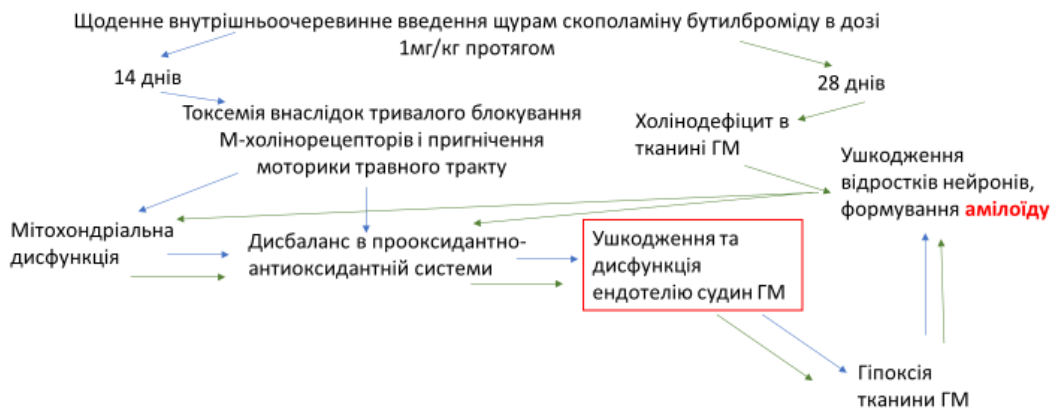 Щоденне внутрішньоочеревинне введення щурам скополаміну бутилброміду в дозі
1мг/кг протягом
14 днів
28 днів
Токсемія внаслідок тривалого блокування
М-холінорецепторів і пригнічення
моторики травного тракту
Холінодефіцит в
тканині ГМ
Ушкодження
відростків нейронів,
формування амілоїду
Мітохондріальна
дисфункція
Дисбаланс в прооксидантно-
антиоксидантній системи
Ушкодження та
дисфункція
ендотелію судин ГМ
Гіпоксія
тканини ГМ